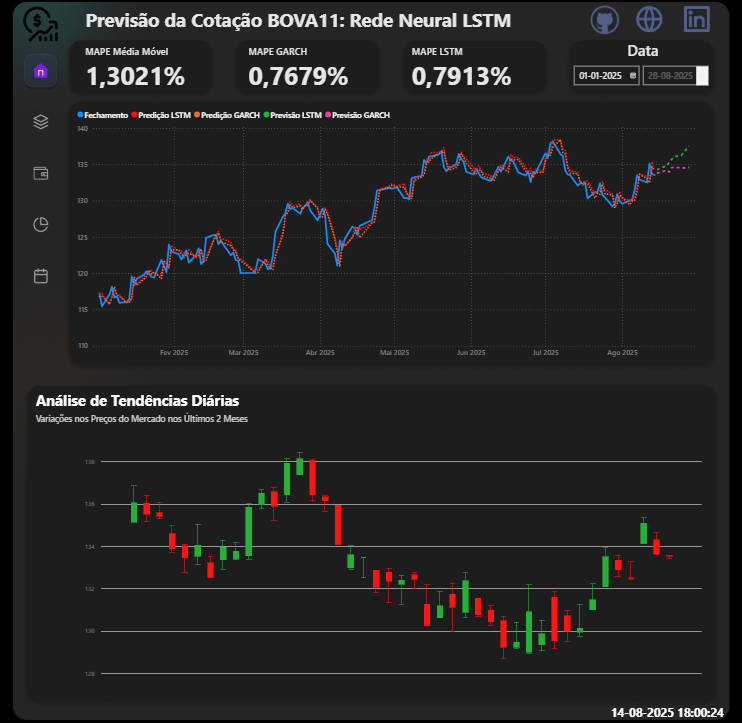 Previsão da Cotação BOVA11: Rede Neural LSTM
MAPE Média Móvel
1,3021%
MAPE GARCH
0,7679%
MAPE LSTM
0,7913%
Data
01-01-2025
28-08-2025
Fechamento Predição LSTM Predição GARCH Previsão LSTM Previsão GARCH
140
135
130
125
120
115
110
Fev 2025 Mar 2025 Abr 2025 Mai 2025 Jun 2025 Jul 2025 Ago 2025
Análise de Tendências Diárias
Variações nos Preços do Mercado nos Últimos 2 Meses
138
136
134
132
130
128
14-08-2025 18:00:24